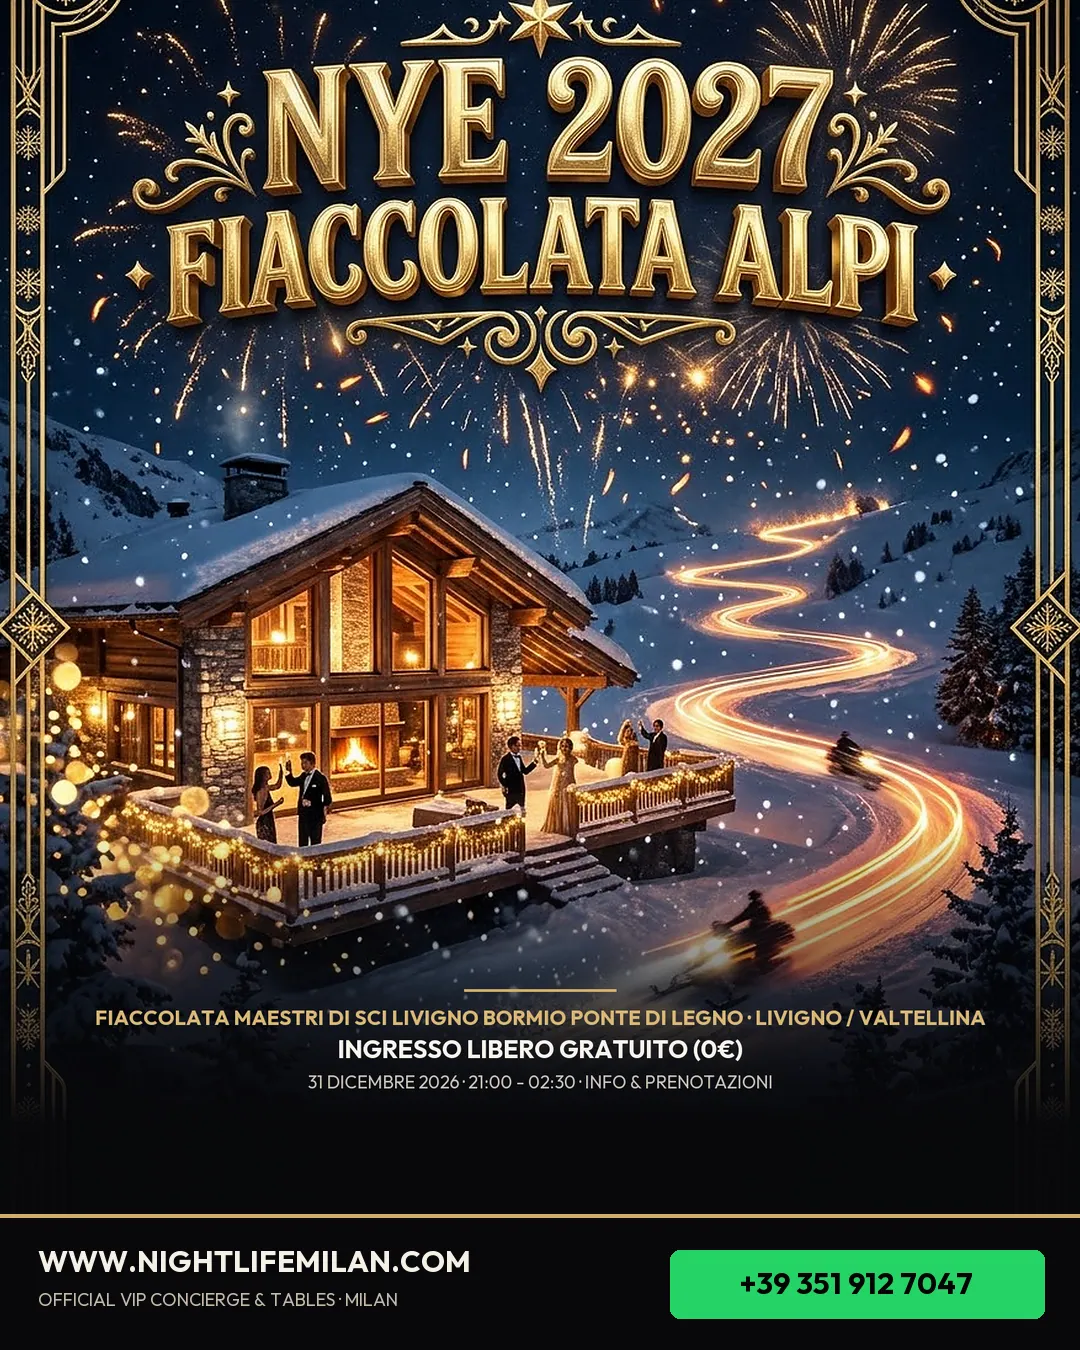 NYE 2027
FIACCOLATA ALPI
FIACCOLATA MAESTRI DI SCI LIVIGNO BORMIO PONTE DI LEGNO · LIVIGNO / VALTELLINA
INGRESSO LIBERO GRATUITO (0€)
31 DICEMBRE 2026 · 21:00 - 02:30 · INFO & PRENOTAZIONI
WWW.NIGHTLIFEMILAN.COM
OFFICIAL VIP CONCIERGE & TABLES · MILAN
+39 351 912 7047